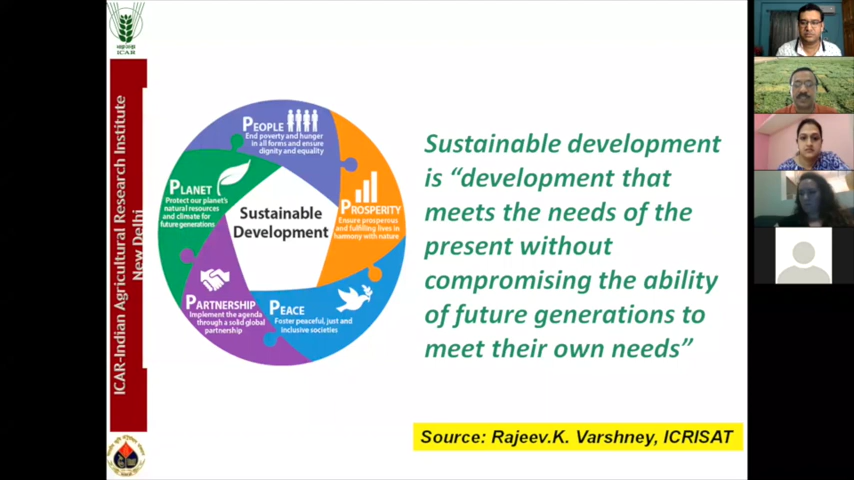 ICAR
ICAR-Indian Agricultural Research Institute
New Delhi
PEOPLE
End poverty and hunger
in all forms and ensure
dignity and equality
PLANET
Protect our planet's
natural resources
and climate for
future generations
PROSPERITY
Ensure prosperous
and fulfilling lives in
harmony with nature
Sustainable
Development
PARTNERSHIP
Implement the agenda
through a solid global
partnership
PEACE
Foster peaceful, just and
inclusive societies
Sustainable development
is “development that
meets the needs of the
present without
compromising the ability
of future generations to
meet their own needs”
Source: Rajeev.K. Varshney, ICRISAT